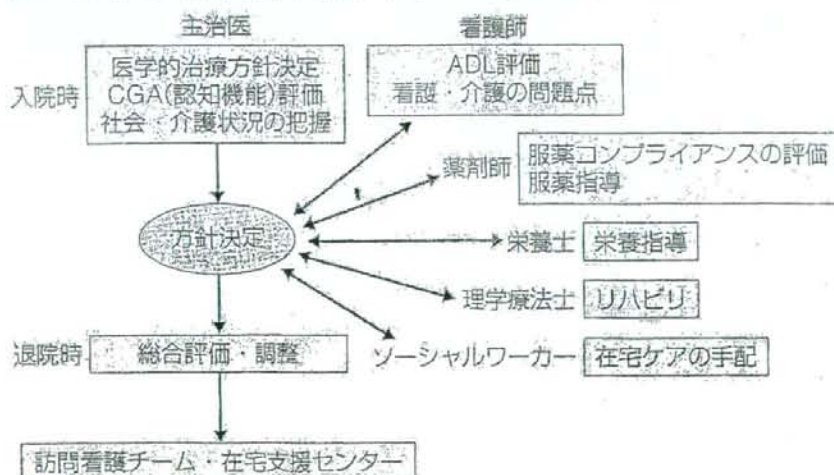 主治医
看護師
入院時
医学的治療方針決定
CGA(認知機能)評価
社会・介護状況の把握
ADL評価
看護・介護の問題点
薬剤師
服薬コンプライアンスの評価
服薬指導
方針決定
栄養士
栄養指導
理学療法士
リハビリ
退院時
総合評価・調整
ソーシャルワーカー
在宅ケアの手配
訪問看護チーム・在宅支援センター